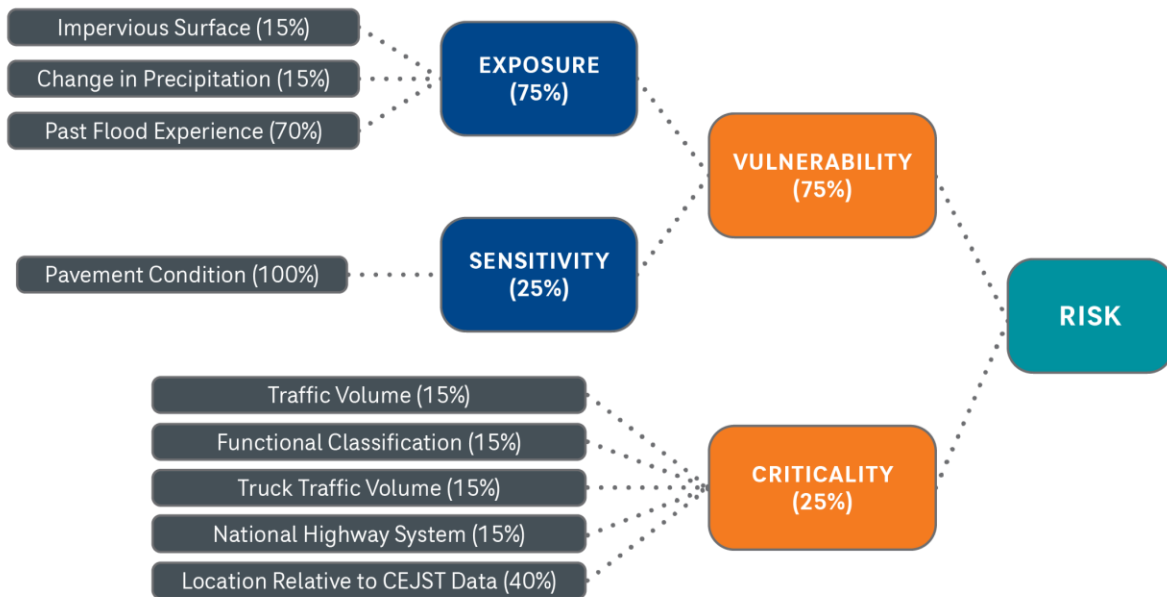 Impervious Surface (15%)
Change in Precipitation (15%)
Past Flood Experience (70%)
EXPOSURE
(75%)
Pavement Condition (100%)
SENSITIVITY
(25%)
VULNERABILITY
(75%)
Traffic Volume (15%)
Functional Classification (15%)
Truck Traffic Volume (15%)
National Highway System (15%)
Location Relative to CEJST Data (40%)
CRITICALITY
(25%)
RISK